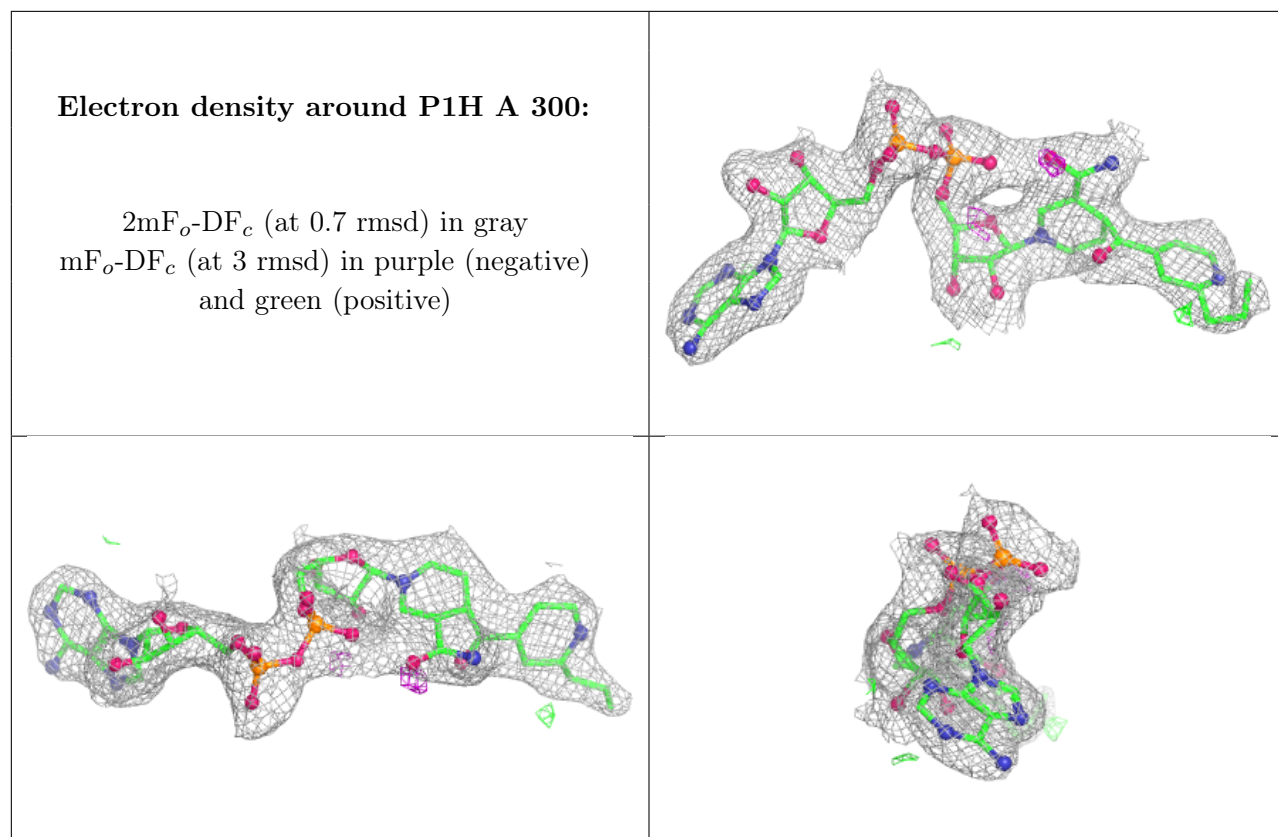 Electron density around P1H A 300:
2mFo-DFc (at 0.7 rmsd) in gray
mFo-DFc (at 3 rmsd) in purple (negative)
and green (positive)